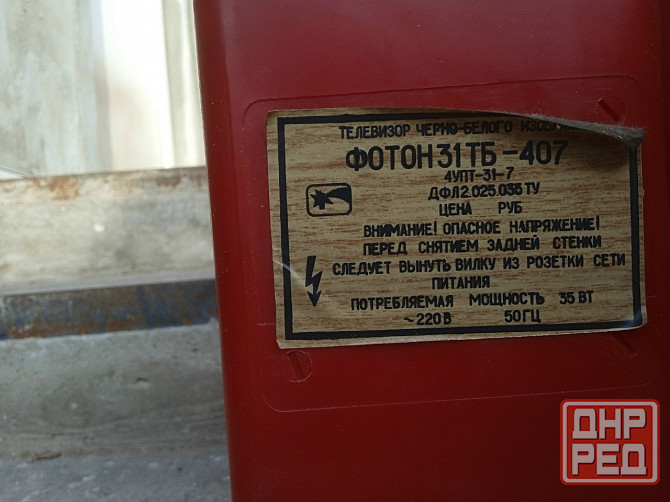 ТЕЛЕВИЗОР ЧЕРНО-БЕЛОГО
ФОТОН 31ТБ-407
4УПТ-31-7
ДФЛ2.025.036 ТУ
ЦЕНА РУБ
ВНИМАНИЕ! ОПАСНОЕ НАПРЯЖЕНИЕ!
ПЕРЕД СНЯТИЕМ ЗАДНЕЙ СТЕНКИ
СЛЕДУЕТ ВЫНУТЬ ВИЛКУ ИЗ РОЗЕТКИ СЕТИ
ПИТАНИЯ
ПОТРЕБЛЯЕМАЯ МОЩНОСТЬ 35 ВТ
~220 В 50 ГЦ
ДНР
РЕД